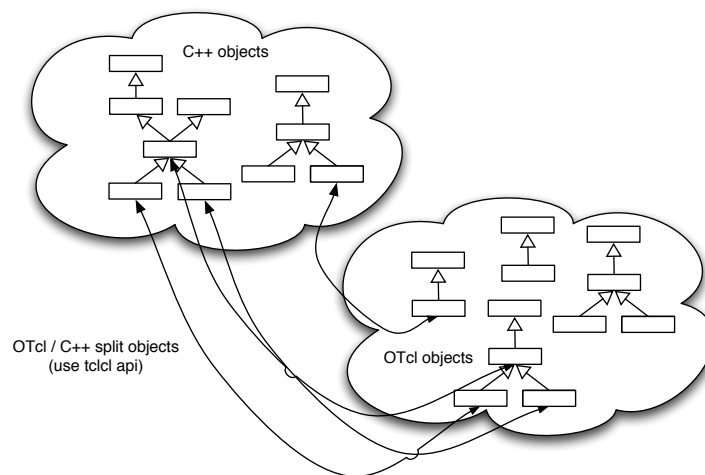 C++ objects
OTcl / C++ split objects
(use tclcl api)
OTcl objects